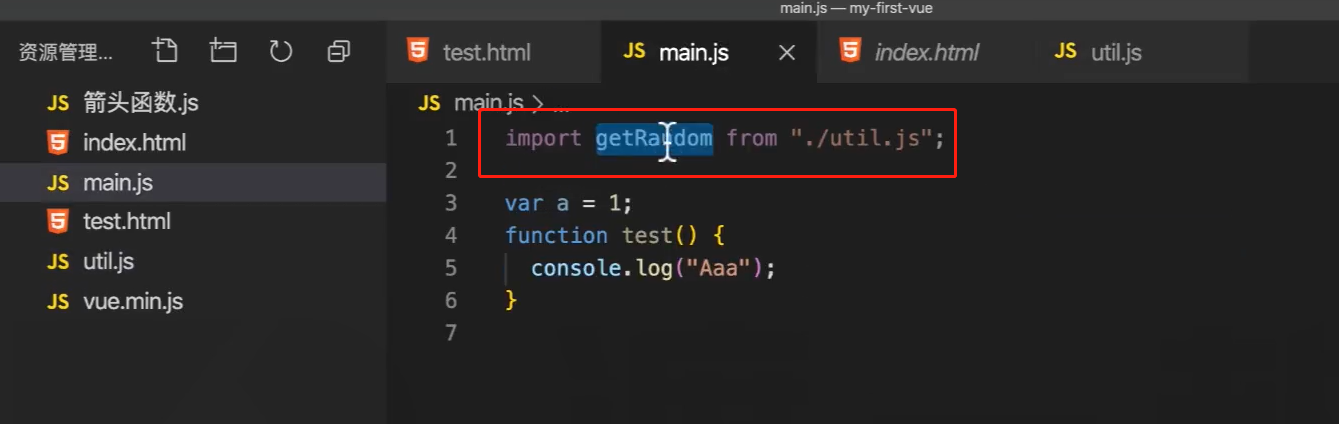 main.js — my-first-vue
资源管理...
JS 箭头函数.js
index.html
JS main.js
test.html
JS util.js
JS vue.min.js
test.html
JS main.js
index.html
JS util.js
JS main.js > ...
1 import getRandom from "./util.js";
2
3 var a = 1;
4 function test() {
5 console.log("Aaa");
6 }
7